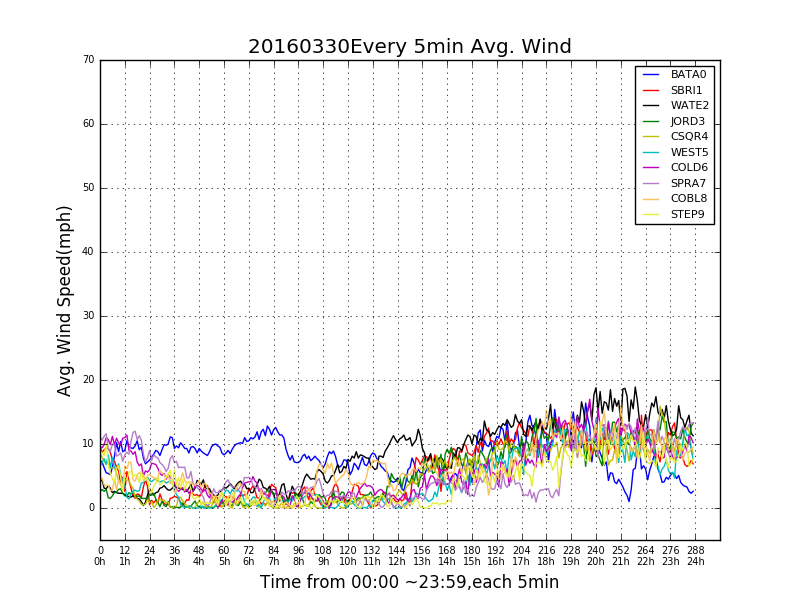 20160330Every 5min Avg. Wind
70
60
50
40
30
20
10
0
Avg. Wind Speed(mph)
BATA0
SBRI1
WATE2
JORD3
CSQR4
WEST5
COLD6
SPRA7
COBL8
STEP9
0 12 24 36 48 60 72 84 96 108 120 132 144 156 168 180 192 204 216 228 240 252 264 276 288
0h 1h 2h 3h 4h 5h 6h 7h 8h 9h 10h 11h 12h 13h 14h 15h 16h 17h 18h 19h 20h 21h 22h 23h 24h
Time from 00:00 ~23:59,each 5min